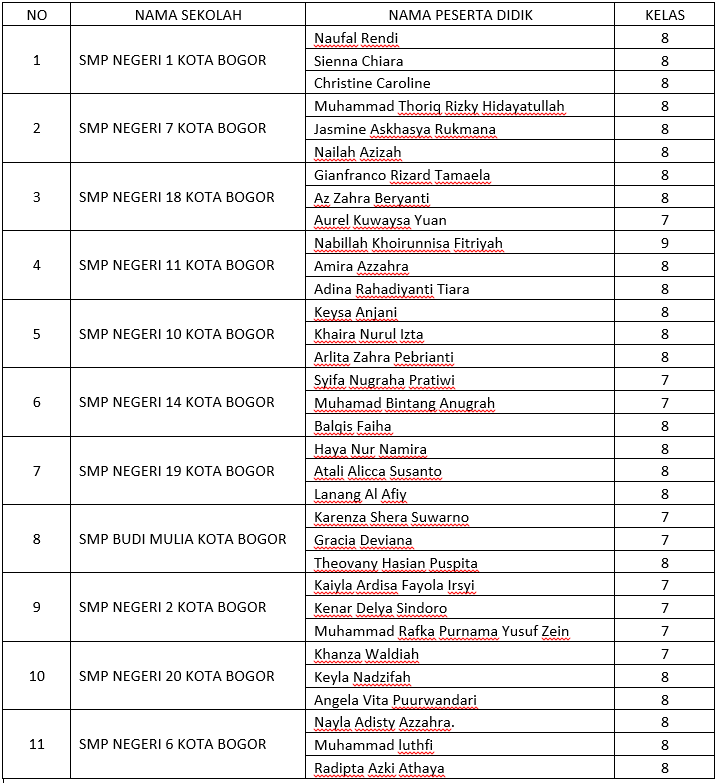 NO NAMA SEKOLAH NAMA PESERTA DIDIK KELAS
1 SMP NEGERI 1 KOTA BOGOR Naufal Rendi 8
Sienna Chiara 8
Christine Caroline 8
2 SMP NEGERI 7 KOTA BOGOR Muhammad Thoriq Rizky Hidayatullah 8
Jasmine Askhasya Rukmana 8
Nailah Azizah 8
3 SMP NEGERI 18 KOTA BOGOR Gianfranco Rizard Tamaela 8
Az Zahra Beryanti 8
Aurel Kuwaysa Yuan 7
4 SMP NEGERI 11 KOTA BOGOR Nabillah Khoirunnisa Fitriyah 9
Amira Azzahra 8
Adina Rahadiyanti Tiara 8
5 SMP NEGERI 10 KOTA BOGOR Keysa Anjani 8
Khaira Nurul Izta 8
Arlita Zahra Pebrianti 8
6 SMP NEGERI 14 KOTA BOGOR Syifa Nugraha Pratiwi 7
Muhamad Bintang Anugrah 7
Balqis Faiha 8
7 SMP NEGERI 19 KOTA BOGOR Haya Nur Namira 8
Atali Alicca Susanto 8
Lanang Al Afiy 8
8 SMP BUDI MULIA KOTA BOGOR Karenza Shera Suwarno 7
Gracia Deviana 7
Theovany Hasian Puspita 8
9 SMP NEGERI 2 KOTA BOGOR Kaiyla Ardisa Fayola Irsyi 7
Kenar Delya Sindoro 7
Muhammad Rafka Purnama Yusuf Zein 7
10 SMP NEGERI 20 KOTA BOGOR Khanza Waldiah 7
Keyla Nadzifah 8
Angela Vita Puurwandari 8
11 SMP NEGERI 6 KOTA BOGOR Nayla Adisty Azzahra. 8
Muhammad luthfi 8
Radipta Azki Athaya 8